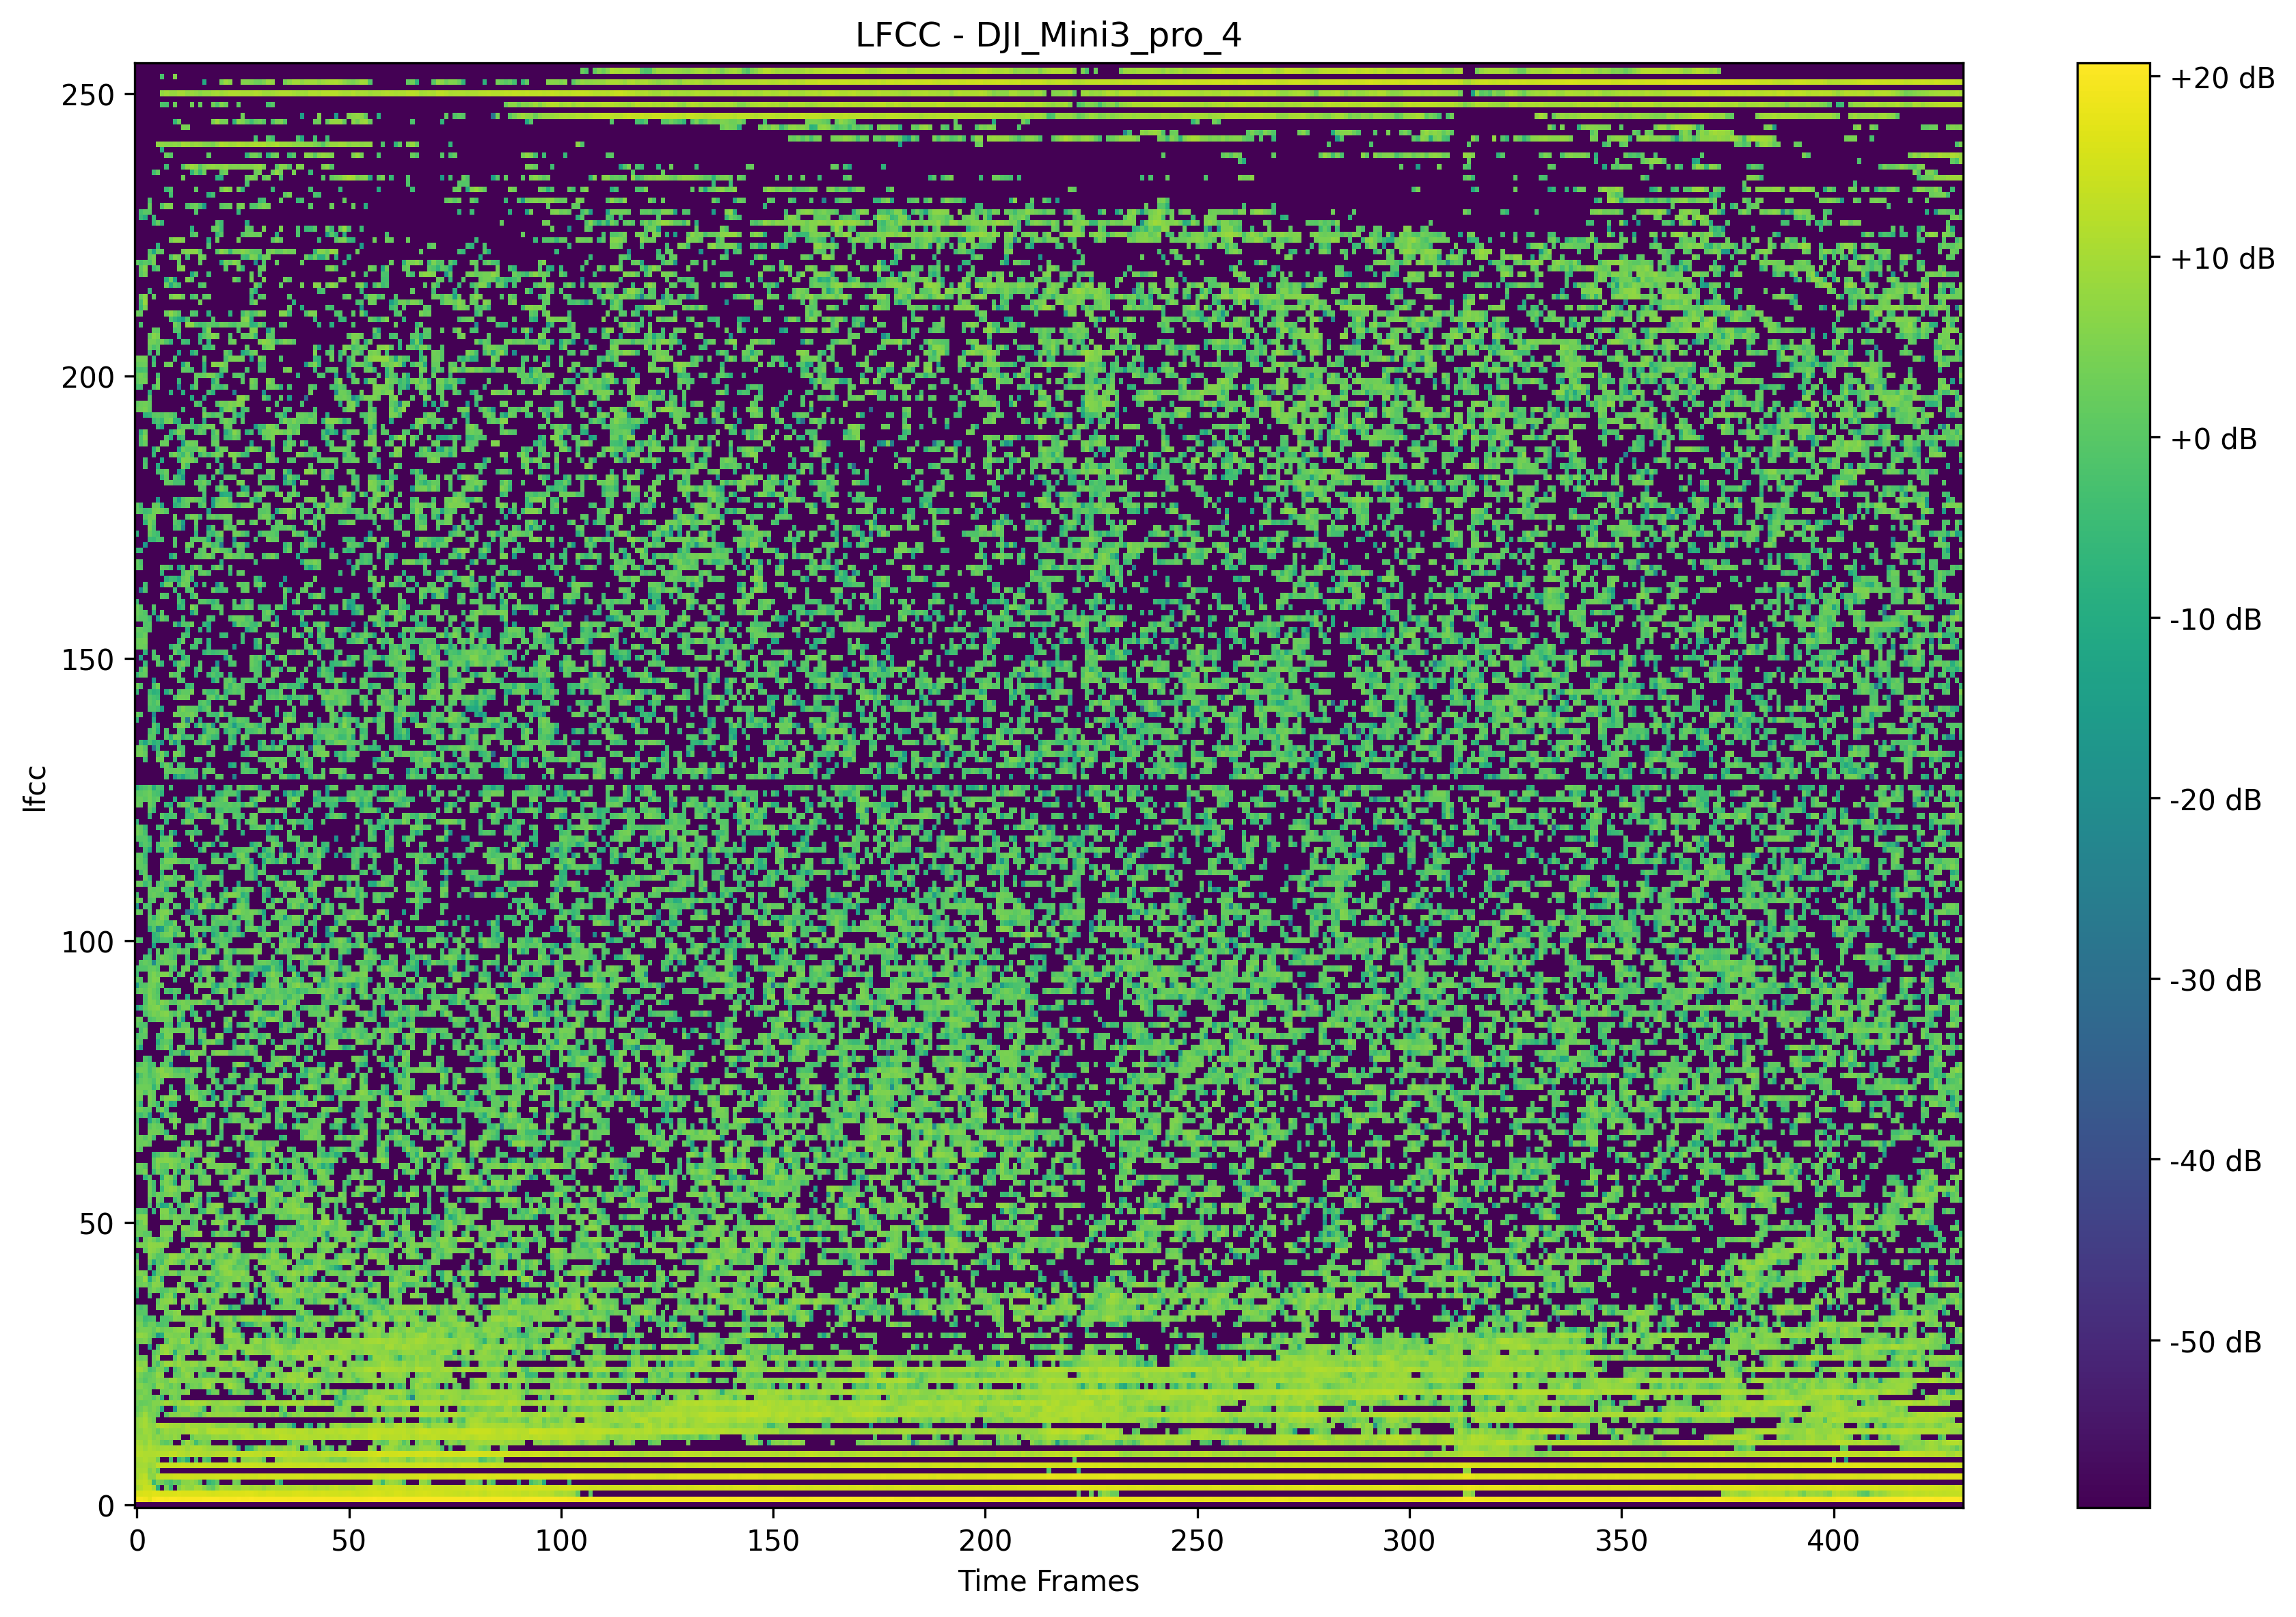 LFCC - DJI_Mini3_pro_4
250
200
150
100
50
0
lfcc
0 50 100 150 200 250 300 350 400
Time Frames
+20 dB
+10 dB
+0 dB
-10 dB
-20 dB
-30 dB
-40 dB
-50 dB